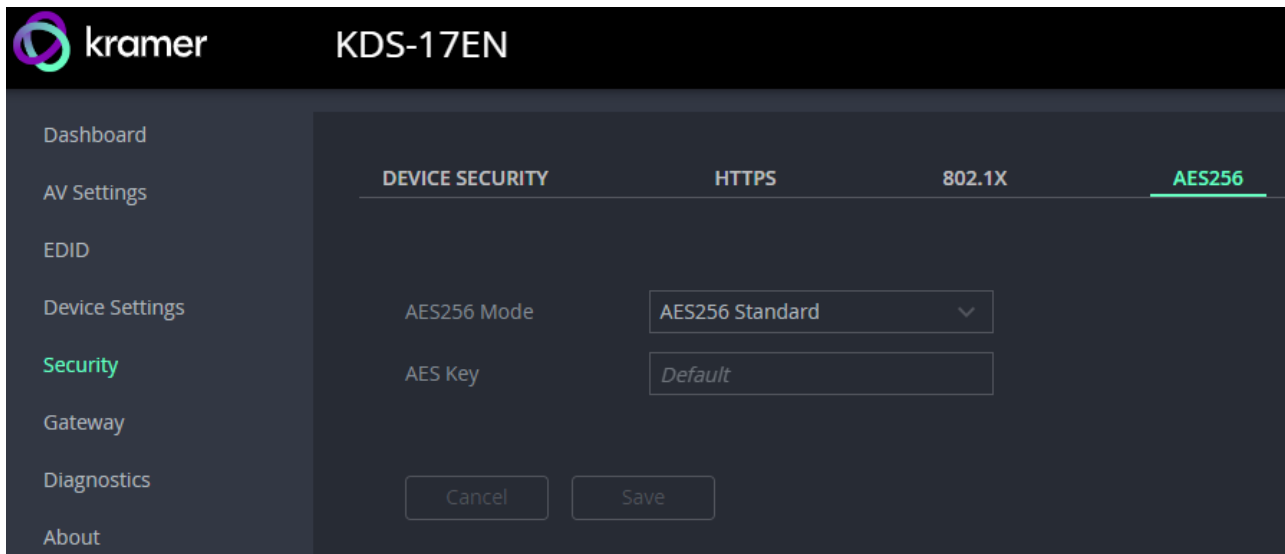 kramer KDS-17EN
Dashboard
DEVICE SECURITY HTTPS 802.1X AES256
AV Settings
EDID
Device Settings
AES256 Mode AES256 Standard
Security
AES Key Default
Gateway
Diagnostics
Cancel Save
About